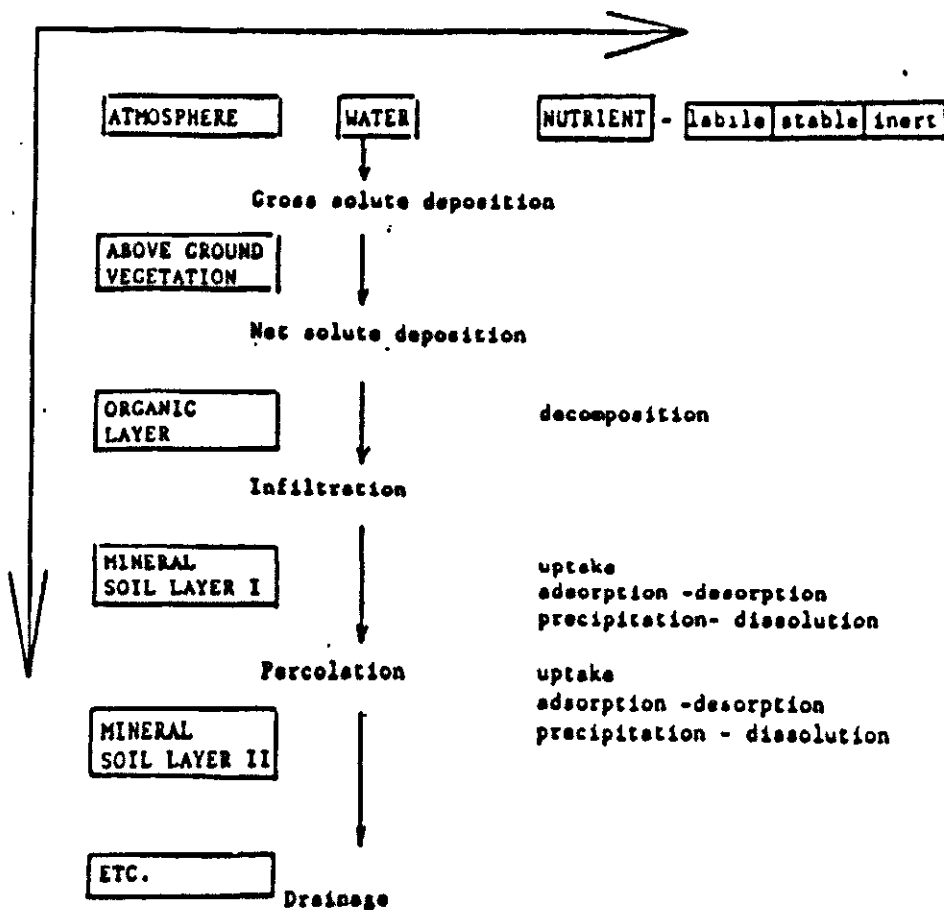 ATMOSPHERE WATER NUTRIENT - labile stable inert
Gross solute deposition
ABOVE GROUND
VEGETATION
Net solute deposition
ORGANIC
LAYER
decomposition
Infiltration
MINERAL
SOIL LAYER I
uptake
adsorption -desorption
precipitation- dissolution
Percolation
uptake
adsorption -desorption
precipitation - dissolution
MINERAL
SOIL LAYER II
ETC.
Drainage